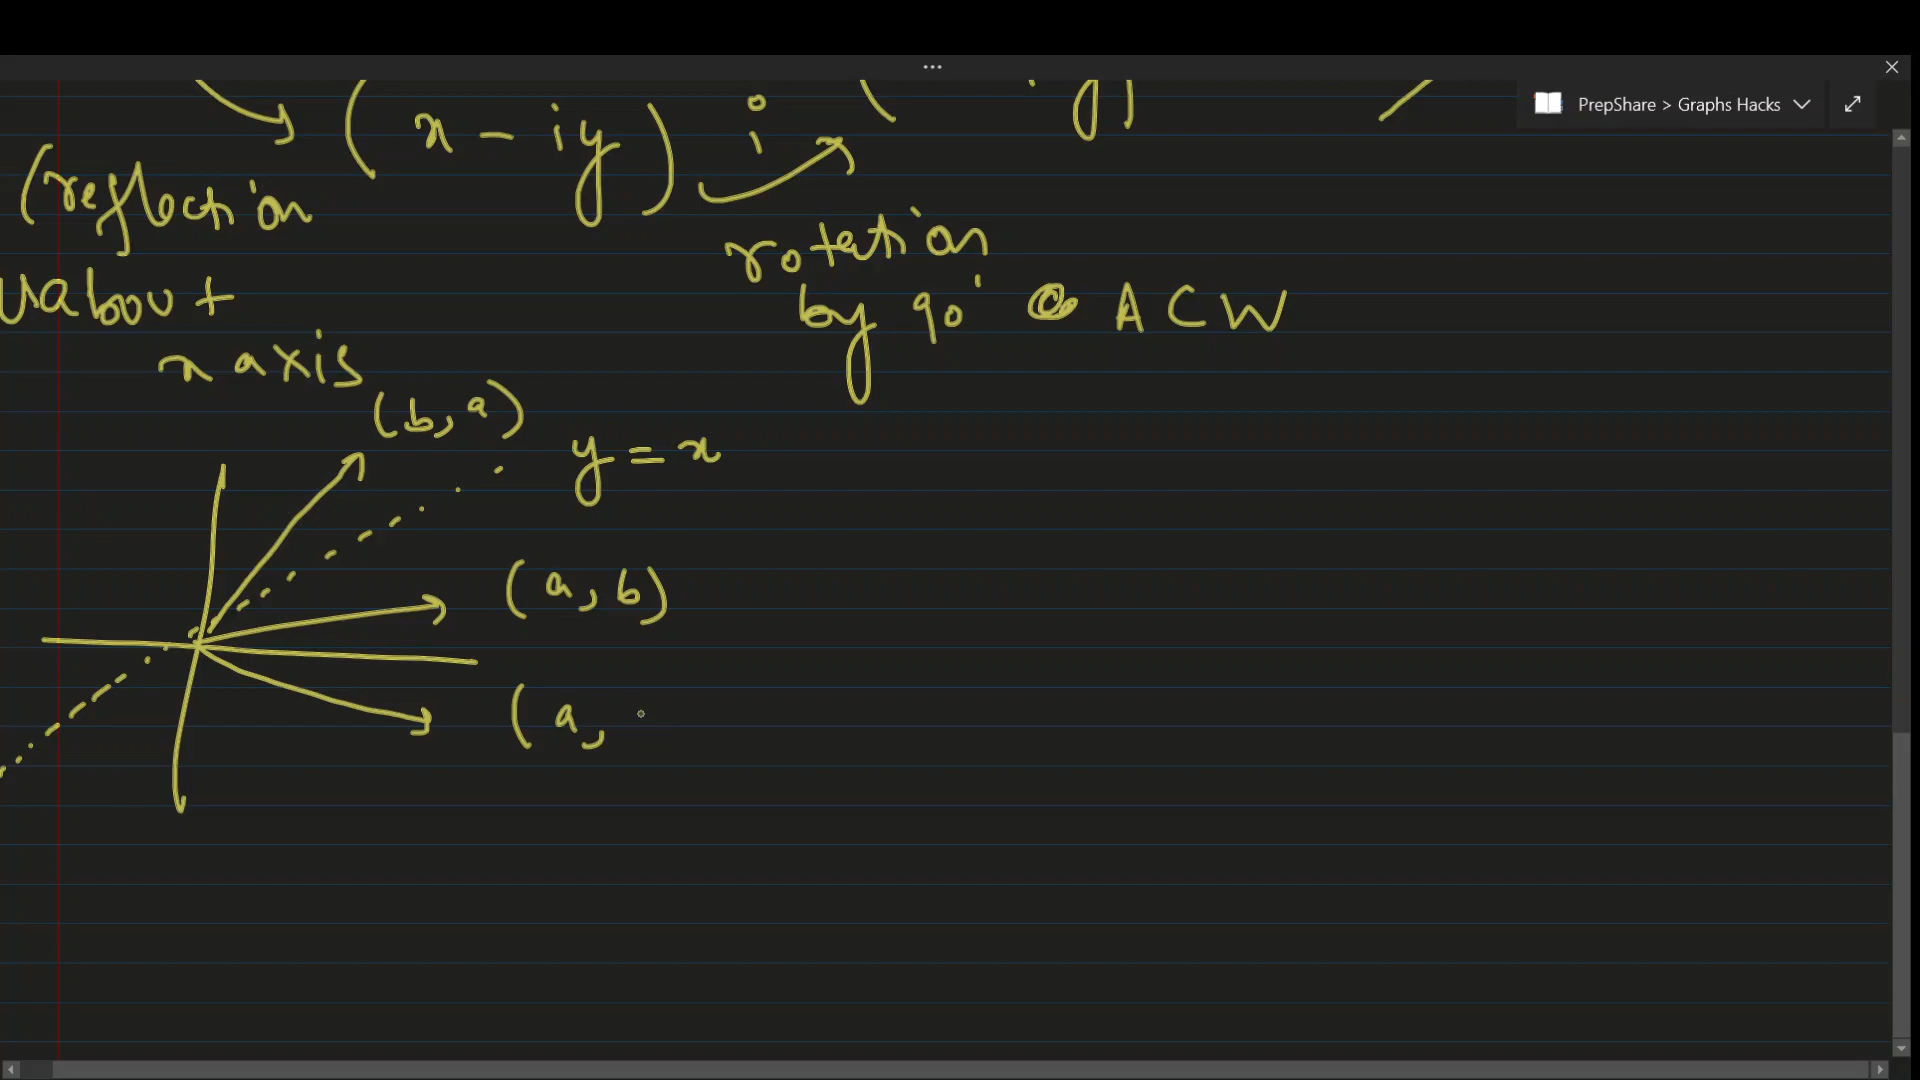 ...
PrepShare > Graphs Hacks
(x - iy) i
(reflection
about
x axis
rotation
by 90° ACW
(b, a)
y = x
(a, b)
(a,